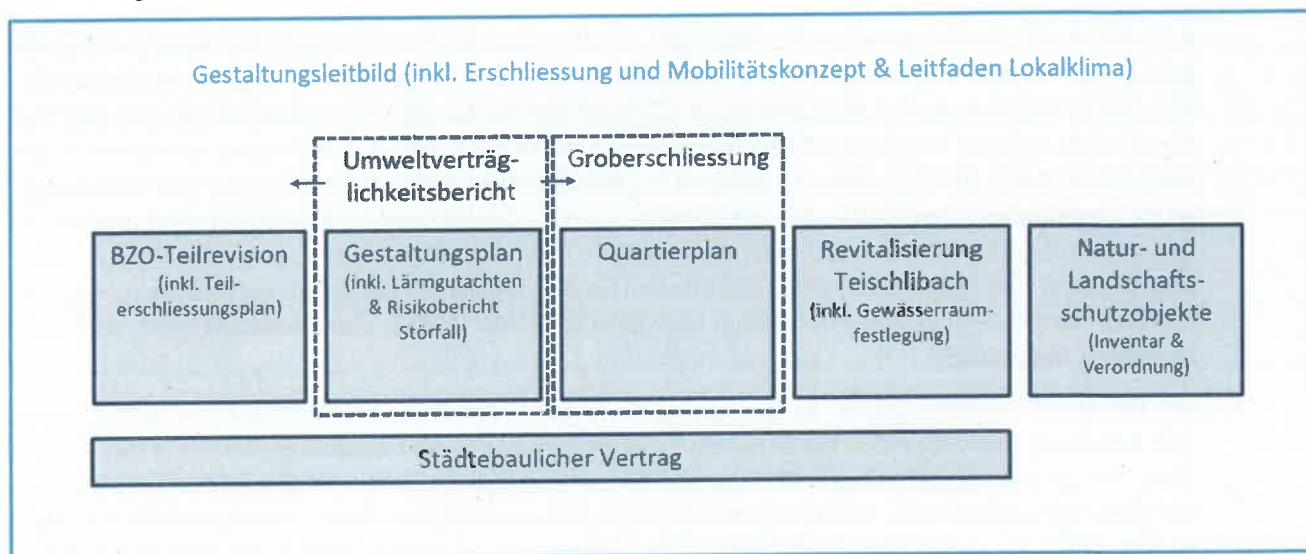 Gestaltungsleitbild (inkl. Erschliessung und Mobilitätskonzept & Leitfaden Lokalklima)
Umweltverträg-
lichkeitsbericht
Groberschliessung
BZO-Teilrevision
(inkl. Teil-
erschliessungsplan)
Gestaltungsplan
(inkl. Lärmgutachten
& Risikobericht
Störfall)
Quartierplan
Revitalisierung
Teischlibach
(inkl. Gewässerraum-
festlegung)
Natur- und
Landschafts-
schutzobjekte
(Inventar &
Verordnung)
Städtebaulicher Vertrag